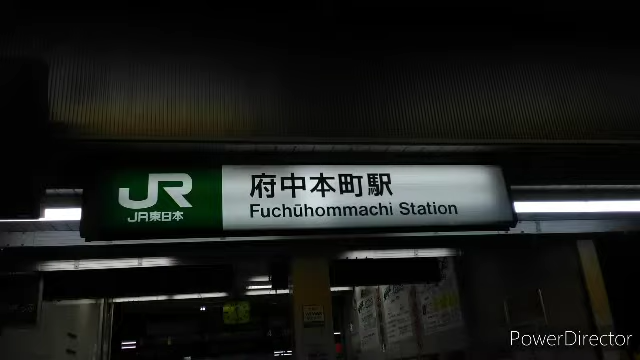 JR
JR東日本
府中本町駅
Fuchūhommachi Station
PowerDirector